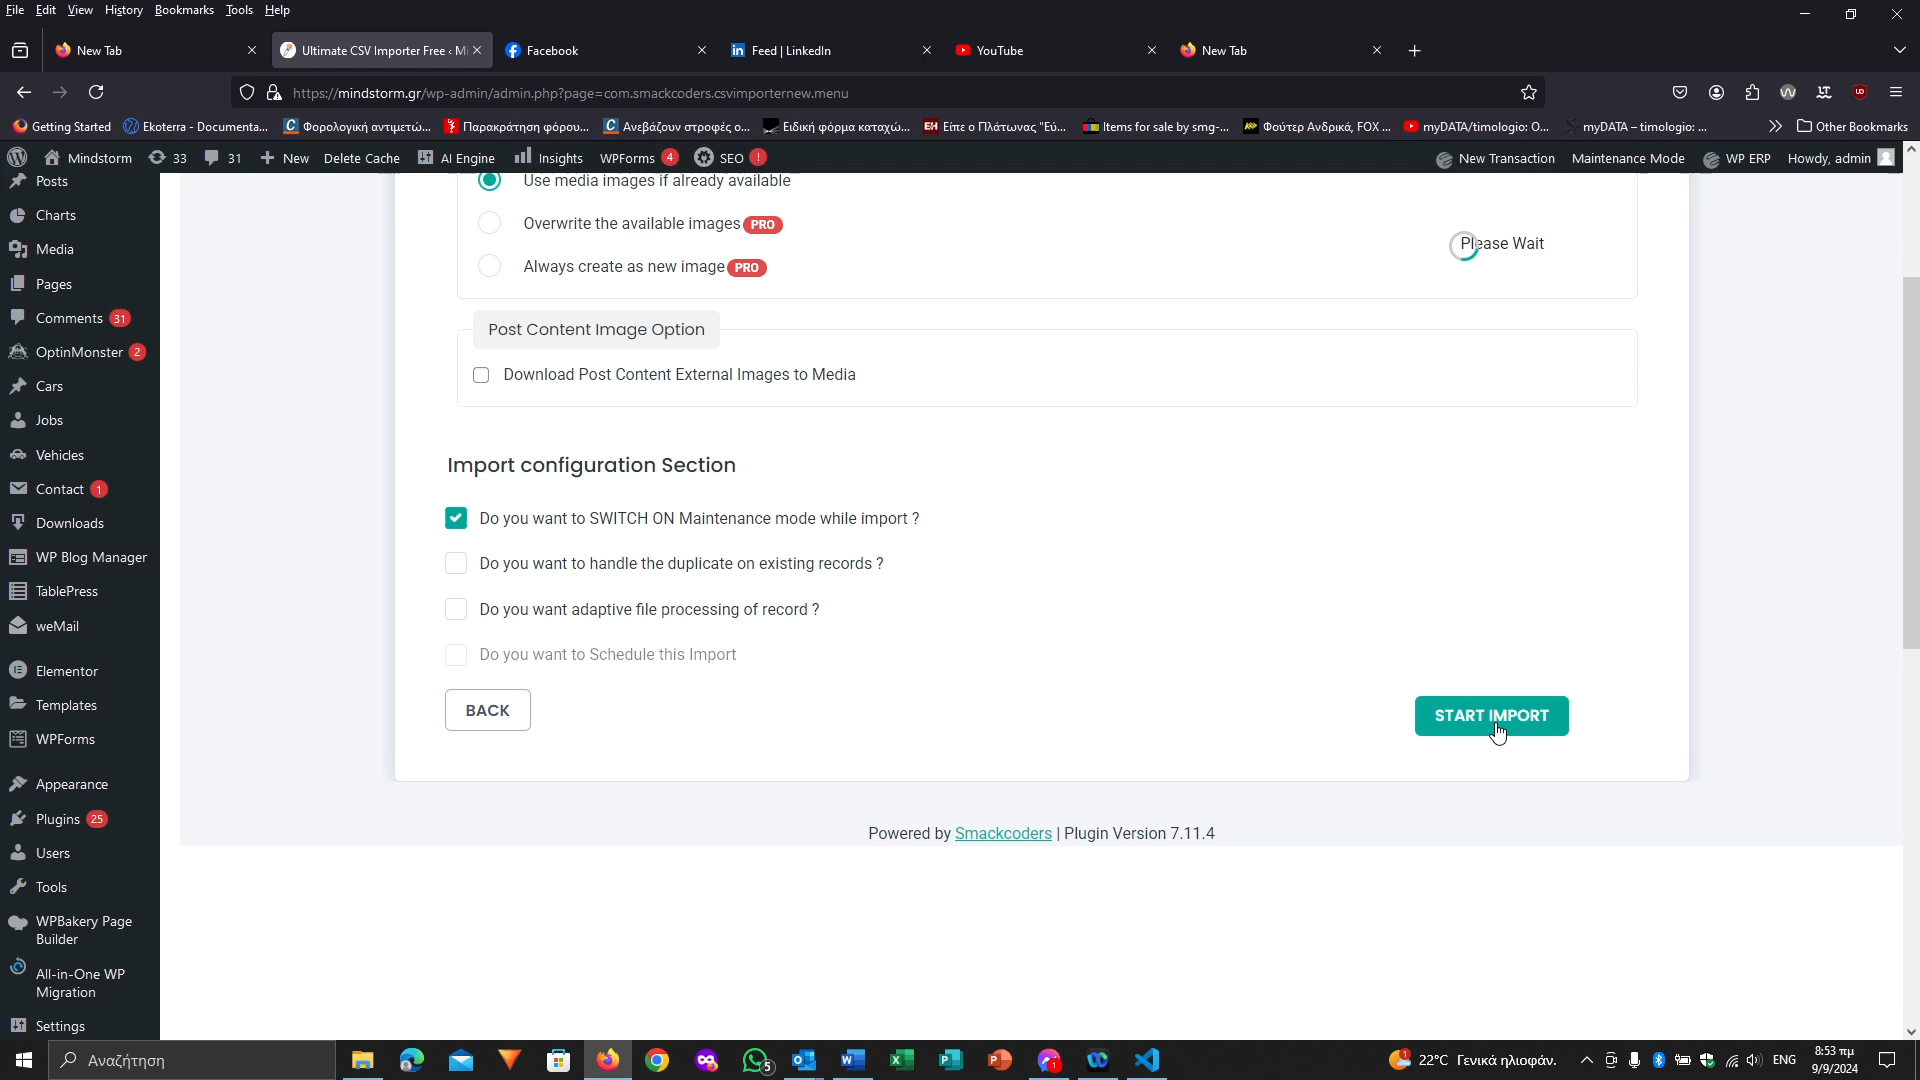 File Edit View History Bookmarks Tools Help
New Tab
Ultimate CSV Importer Free ‹ Mi
Facebook
Feed | LinkedIn
YouTube
New Tab
https://mindstorm.gr/wp-admin/admin.php?page=com.smackcoders.csvimporternew.menu
Getting Started
Ekoterra - Documenta...
Φορολογική αντιμετώ...
Παρακράτηση φόρου...
Ανεβάζουν στροφές ο...
Ειδική φόρμα καταχώ...
Είπε ο Πλάτωνας "Εύ...
Items for sale by smg-...
Φούτερ Ανδρικά, FOX ...
myDATA/timologio: Ο...
myDATA – timologio: ...
Other Bookmarks
Mindstorm 33 31 New Delete Cache AI Engine Insights WPForms 4 SEO ! New Transaction Maintenance Mode WP ERP Howdy, admin
Posts
Charts
Media
Pages
Comments 31
OptinMonster 2
Cars
Jobs
Vehicles
Contact 1
Downloads
WP Blog Manager
TablePress
weMail
Elementor
Templates
WPForms
Appearance
Plugins 25
Users
Tools
WPBakery Page
Builder
All-in-One WP
Migration
Settings
Use media images if already available
Overwrite the available images PRO
Always create as new image PRO
Please Wait
Post Content Image Option
Download Post Content External Images to Media
Import configuration Section
Do you want to SWITCH ON Maintenance mode while import ?
Do you want to handle the duplicate on existing records ?
Do you want adaptive file processing of record ?
Do you want to Schedule this Import
BACK
START IMPORT
Powered by Smackcoders | Plugin Version 7.11.4
Αναζήτηση
5
1
22°C Γενικά ηλιοφάν.
ENG
8:53 πμ
9/9/2024